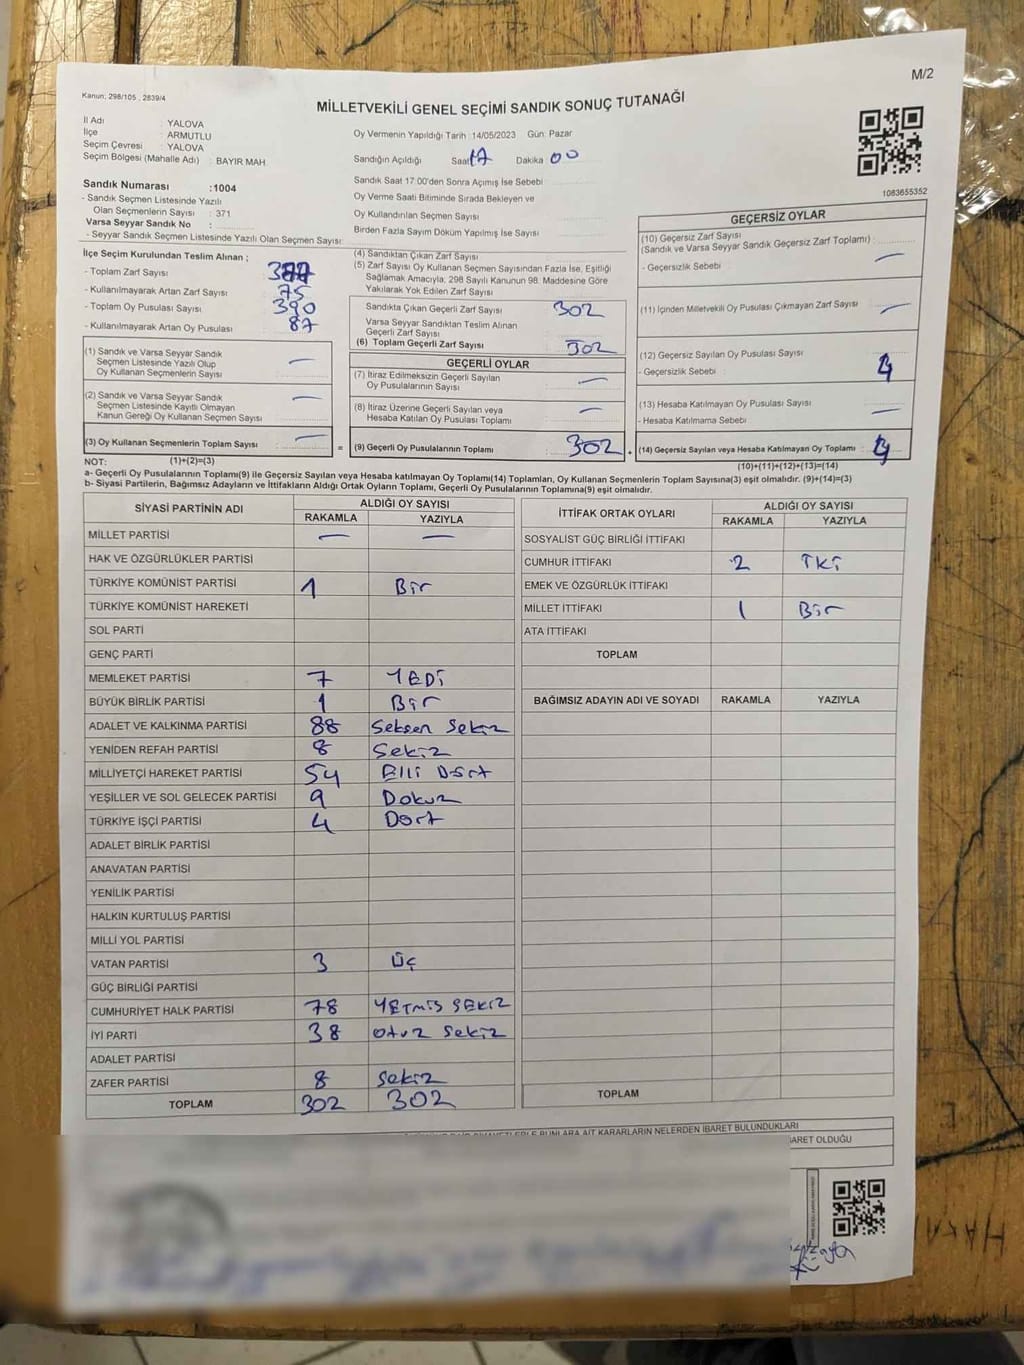 M/2
Kanun; 298/105 , 2839/4
MİLLETVEKİLİ GENEL SEÇİMİ SANDIK SONUÇ TUTANAĞI
İl Adı : YALOVA
İlçe : ARMUTLU
Seçim Çevresi : YALOVA
Seçim Bölgesi (Mahalle Adı) : BAYIR MAH.
Oy Vermenin Yapıldığı Tarih :14/05/2023 Gün: Pazar
Sandığın Açıldığı Saat 17 Dakika 00
Sandık Saat 17:00'den Sonra Açımış İse Sebebi
Oy Verme Saati Bitiminde Sırada Bekleyen ve
Oy Kullandırılan Seçmen Sayısı
Birden Fazla Sayım Döküm Yapılmış İse Sayısı
1083655352
Sandık Numarası :1004
- Sandık Seçmen Listesinde Yazılı
Olan Seçmenlerin Sayısı : 371
Varsa Seyyar Sandık No :
- Seyyar Sandık Seçmen Listesinde Yazılı Olan Seçmen Sayısı:
İlçe Seçim Kurulundan Teslim Alınan ;
- Toplam Zarf Sayısı
- Kullanılmayarak Artan Zarf Sayısı 75
- Toplam Oy Pusulası Sayısı 390
- Kullanılmayarak Artan Oy Pusulası 87
(1) Sandık ve Varsa Seyyar Sandık
Seçmen Listesinde Yazılı Olup
Oy Kullanan Seçmenlerin Sayısı —
(2) Sandık ve Varsa Seyyar Sandık
Seçmen Listesinde Kayıtlı Olmayan
Kanun Gereği Oy Kullanan Seçmen Sayısı —
(3) Oy Kullanan Seçmenlerin Toplam Sayısı —
(1)+(2)=(3)
(4) Sandıktan Çıkan Zarf Sayısı
(5) Zarf Sayısı Oy Kullanan Seçmen Sayısından Fazla İse, Eşitliği
Sağlamak Amacıyla, 298 Sayılı Kanunun 98. Maddesine Göre
Yakılarak Yok Edilen Zarf Sayısı
Sandıkta Çıkan Geçerli Zarf Sayısı 302
Varsa Seyyar Sandıktan Teslim Alınan
Geçerli Zarf Sayısı
(6) Toplam Geçerli Zarf Sayısı 302
GEÇERLİ OYLAR
(7) İtiraz Edilmeksizin Geçerli Sayılan
Oy Pusulalarının Sayısı —
(8) İtiraz Üzerine Geçerli Sayılan veya
Hesaba Katılan Oy Pusulaları Toplamı —
= (9) Geçerli Oy Pusulalarının Toplamı 302 +
GEÇERSİZ OYLAR
(10) Geçersiz Zarf Sayısı
(Sandık ve Varsa Seyyar Sandık Geçersiz Zarf Toplamı) :
- Geçersizlik Sebebi : —
(11) İçinden Milletvekili Oy Pusulası Çıkmayan Zarf Sayısı —
(12) Geçersiz Sayılan Oy Pusulası Sayısı
- Geçersizlik Sebebi :
(13) Hesaba Katılmayan Oy Pusulası Sayısı
- Hesaba Katılmama Sebebi —
(14) Geçersiz Sayılan veya Hesaba Katılmayan Oy Toplamı :
(10)+(11)+(12)+(13)=(14)
NOT:
a- Geçerli Oy Pusulalarının Toplamı(9) ile Geçersiz Sayılan veya Hesaba katılmayan Oy Toplamı(14) Toplamları, Oy Kullanan Seçmenlerin Toplam Sayısına(3) eşit olmalıdır. (9)+(14)=(3)
b- Siyasi Partilerin, Bağımsız Adayların ve İttifakların Aldığı Ortak Oyların Toplamı, Geçerli Oy Pusulalarının Toplamına(9) eşit olmalıdır.
SİYASİ PARTİNİN ADI ALDIĞI OY SAYISI
RAKAMLA YAZIYLA
MİLLET PARTİSİ — —
HAK VE ÖZGÜRLÜKLER PARTİSİ
TÜRKİYE KOMÜNİST PARTİSİ 1 Bir
TÜRKİYE KOMÜNİST HAREKETİ
SOL PARTİ
GENÇ PARTİ
MEMLEKET PARTİSİ 7 YEDİ
BÜYÜK BİRLİK PARTİSİ 1 Bir
ADALET VE KALKINMA PARTİSİ 88 Seksen Sekiz
YENİDEN REFAH PARTİSİ 8 Sekiz
MİLLİYETÇİ HAREKET PARTİSİ 54 Elli Dört
YEŞİLLER VE SOL GELECEK PARTİSİ 9 Dokuz
TÜRKİYE İŞÇİ PARTİSİ 4 Dört
ADALET BİRLİK PARTİSİ
ANAVATAN PARTİSİ
YENİLİK PARTİSİ
HALKIN KURTULUŞ PARTİSİ
MİLLİ YOL PARTİSİ
VATAN PARTİSİ 3 Üç
GÜÇ BİRLİĞİ PARTİSİ
CUMHURİYET HALK PARTİSİ 78 YETMİŞ SEKİZ
İYİ PARTİ 38 Otuz Sekiz
ADALET PARTİSİ
ZAFER PARTİSİ 8 Sekiz
TOPLAM 302 302
İTTİFAK ORTAK OYLARI ALDIĞI OY SAYISI
RAKAMLA YAZIYLA
SOSYALİST GÜÇ BİRLİĞİ İTTİFAKI
CUMHUR İTTİFAKI 2 İKİ
EMEK VE ÖZGÜRLÜK İTTİFAKI
MİLLET İTTİFAKI 1 Bir
ATA İTTİFAKI
TOPLAM
BAĞIMSIZ ADAYIN ADI VE SOYADI RAKAMLA YAZIYLA
TOPLAM
BUNLARA AİT KARARLARIN NELERDEN İBARET BULUNDUKLARI
İBARET OLDUĞU